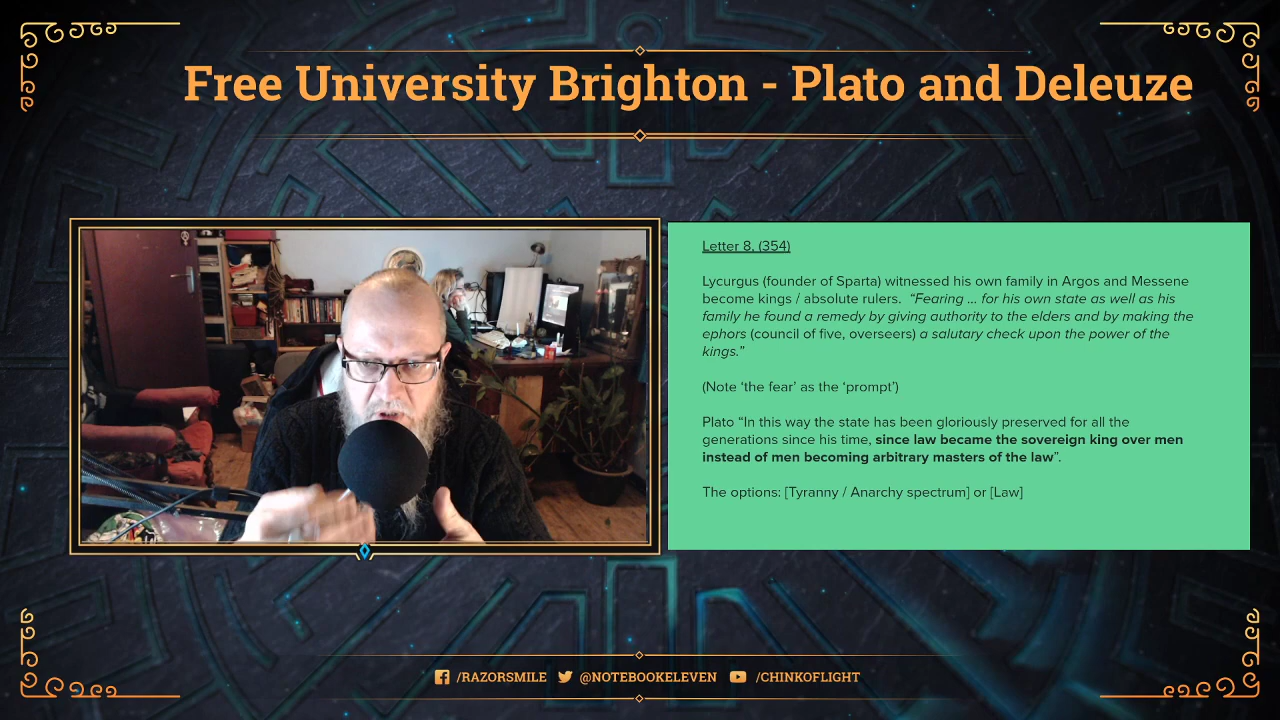 Free University Brighton - Plato and Deleuze
Letter 8, (354)
Lycurgus (founder of Sparta) witnessed his own family in Argos and Messene
become kings / absolute rulers.  “Fearing ... for his own state as well as his
family he found a remedy by giving authority to the elders and by making the
ephors (council of five, overseers) a salutary check upon the power of the
kings.”
(Note ‘the fear’ as the ‘prompt’)
Plato “In this way the state has been gloriously preserved for all the
generations since his time, since law became the sovereign king over men
instead of men becoming arbitrary masters of the law”.
The options: [Tyranny / Anarchy spectrum] or [Law]
/RAZORSMILE @NOTEBOOKELEVEN /CHINKOFLIGHT